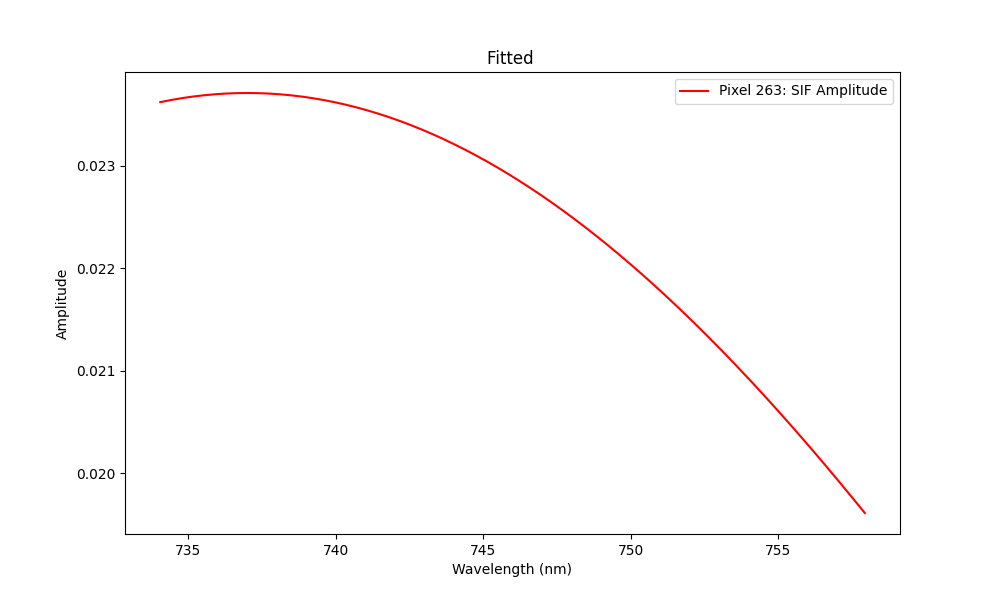 Fitted
Pixel 263: SIF Amplitude
Amplitude
0.023
0.022
0.021
0.020
735 740 745 750 755
Wavelength (nm)